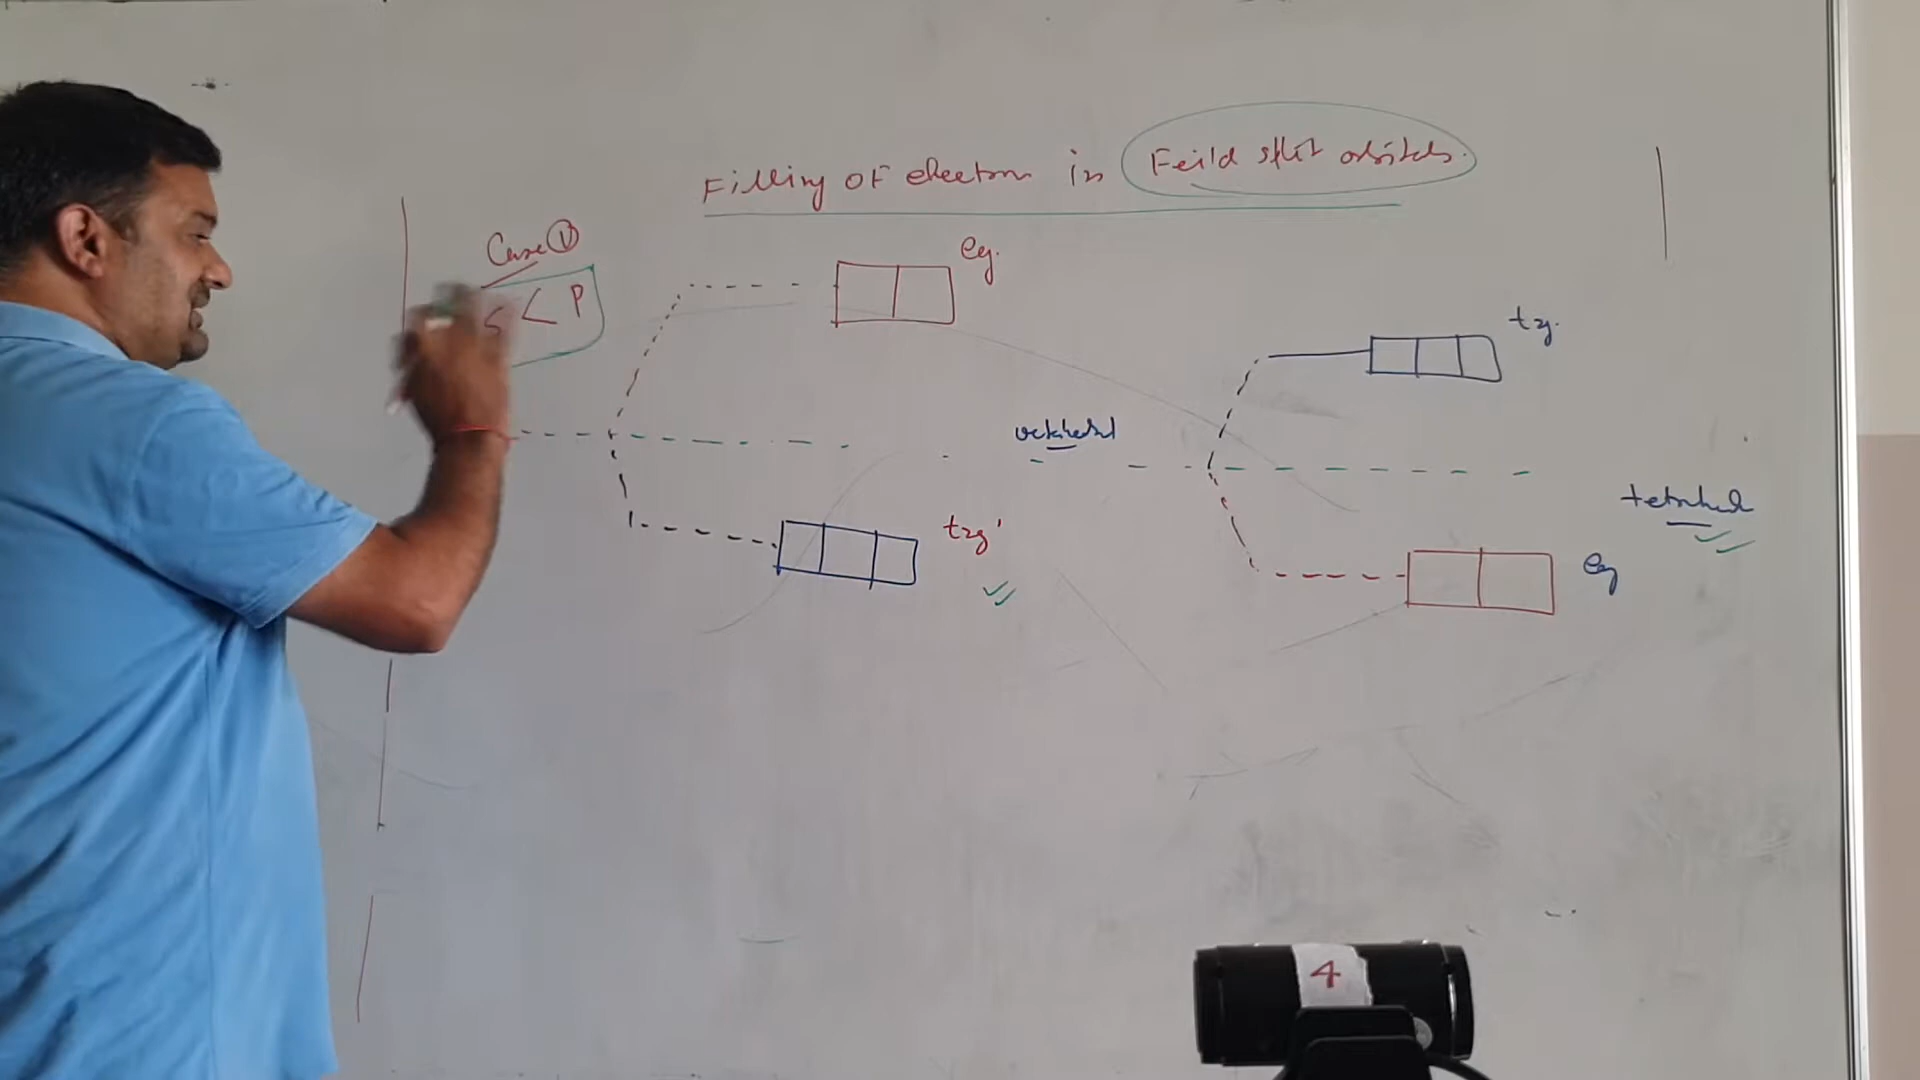 Filling OF electron in Feild split orbitals.
Case ①
eg.
< P
t2g.
octahedral
tetrahedral
t2g'
eg
4